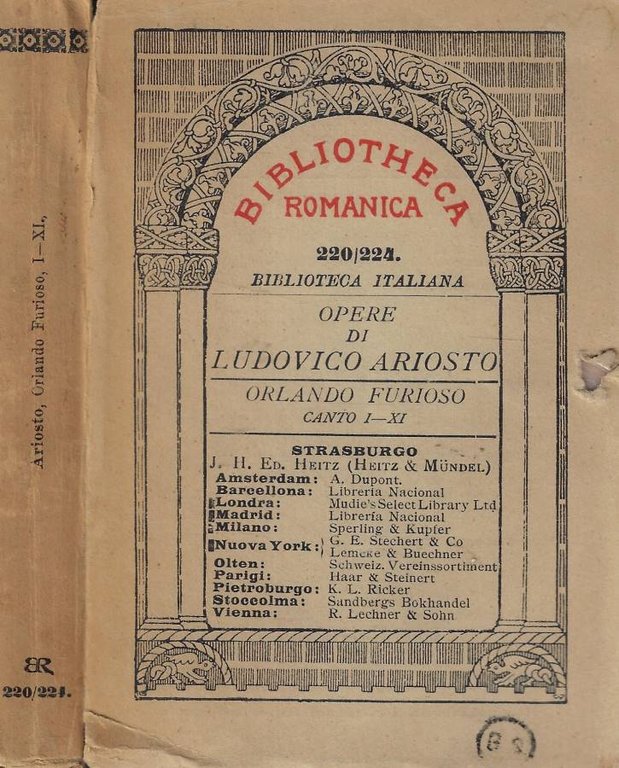 Ariosto, Orlando Furioso, I—XI,
BR
220/224.
BIBLIOTHECA
ROMANICA
220/224.
BIBLIOTECA ITALIANA
OPERE
DI
LUDOVICO ARIOSTO
ORLANDO FURIOSO
CANTO I—XI
STRASBURGO
J. H. ED. HEITZ (HEITZ & MÜNDEL)
Amsterdam: A. Dupont.
Barcellona: Librería Nacional
Londra: Mudie's Select Library Ltd
Madrid: Librería Nacional
Milano: Sperling & Kupfer
Nuova York: G. E. Stechert & Co
Lemcke & Buechner
Olten: Schweiz. Vereinssortiment
Parigi: Haar & Steinert
Pietroburgo: K. L. Ricker
Stoccolma: Sandbergs Bokhandel
Vienna: R. Lechner & Sohn